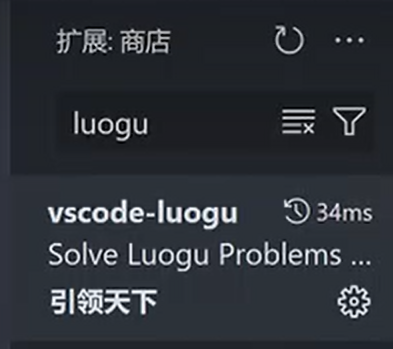 扩展: 商店
luogu
vscode-luogu 34ms
Solve Luogu Problems ...
引领天下